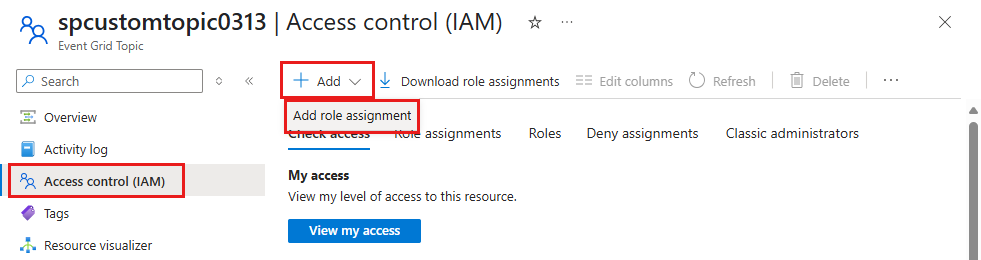 spcustomtopic0313 | Access control (IAM)
Event Grid Topic
Search
Add
Download role assignments
Edit columns
Refresh
Delete
Add role assignment
Overview
Activity log
Access control (IAM)
Tags
Resource visualizer
Check access
Role assignments
Roles
Deny assignments
Classic administrators
My access
View my level of access to this resource.
View my access